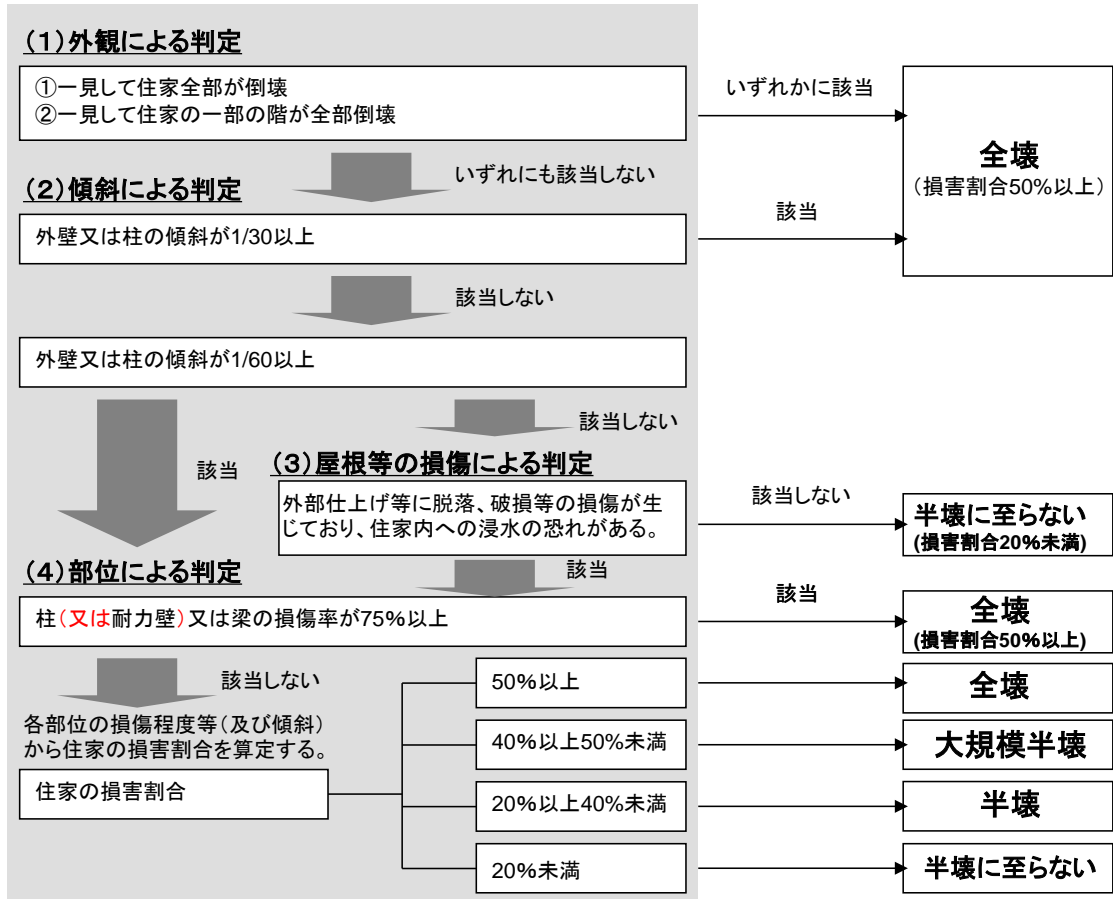 （1）外観による判定
①一見して住家全部が倒壊
②一見して住家の一部の階が全部倒壊
いずれかに該当
全壊
（損害割合50%以上）
いずれにも該当しない
（2）傾斜による判定
外壁又は柱の傾斜が1/30以上
該当
該当しない
外壁又は柱の傾斜が1/60以上
該当しない
該当
（3）屋根等の損傷による判定
外部仕上げ等に脱落、破損等の損傷が生
じており、住家内への浸水の恐れがある。
該当しない
半壊に至らない
(損害割合20%未満)
該当
（4）部位による判定
柱（又は耐力壁）又は梁の損傷率が75%以上
該当
全壊
(損害割合50%以上)
該当しない
各部位の損傷程度等（及び傾斜）
から住家の損害割合を算定する。
住家の損害割合
50%以上
全壊
40%以上50%未満
大規模半壊
20%以上40%未満
半壊
20%未満
半壊に至らない